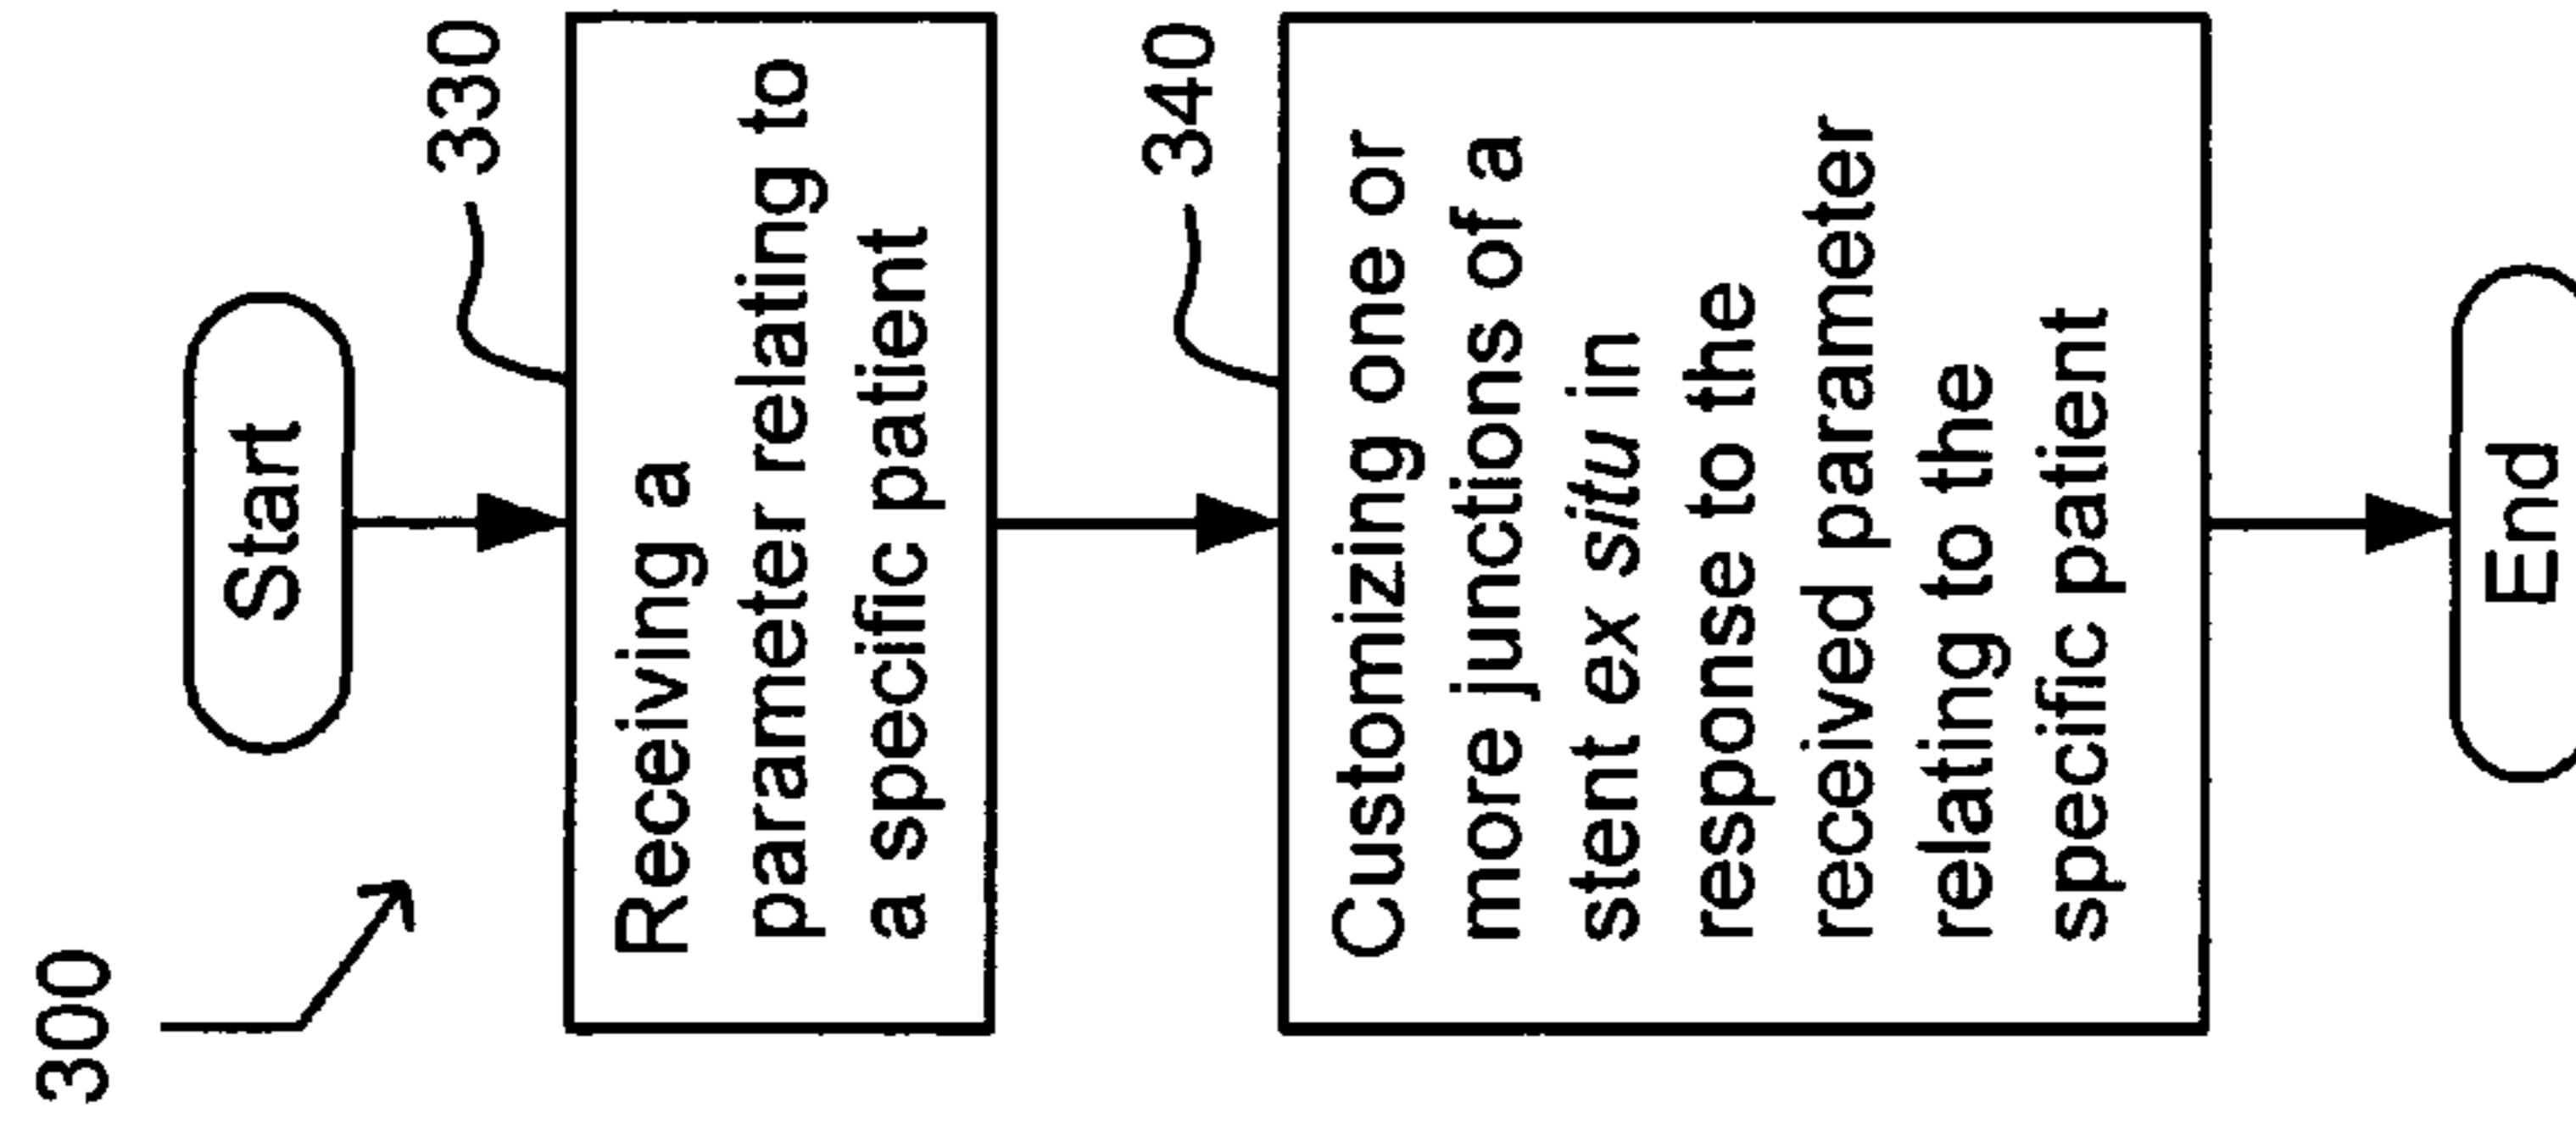 300
Start
330
Receiving a
parameter relating to
a specific patient
340
Customizing one or
more junctions of a
stent ex situ in
response to the
received parameter
relating to the
specific patient
End